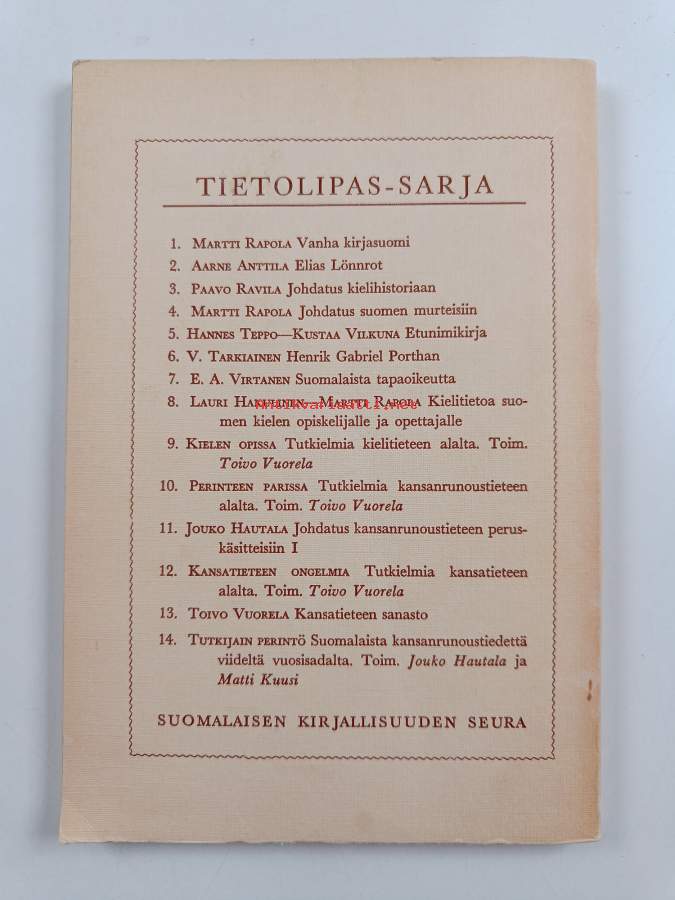 TIETOLIPAS-SARJA
1. MARTTI RAPOLA Vanha kirjasuomi
2. AARNE ANTTILA Elias Lönnrot
3. PAAVO RAVILA Johdatus kielihistoriaan
4. MARTTI RAPOLA Johdatus suomen murteisiin
5. HANNES TEPPO—KUSTAA VILKUNA Etunimikirja
6. V. TARKIAINEN Henrik Gabriel Porthan
7. E. A. VIRTANEN Suomalaista tapaoikeutta
8. LAURI HAKULINEN—MARTTI RAPOLA Kielitietoa suo-
men kielen opiskelijalle ja opettajalle
9. KIELEN OPISSA Tutkielmia kielitieteen alalta. Toim.
Toivo Vuorela
10. PERINTEEN PARISSA Tutkielmia kansanrunoustieteen
alalta. Toim. Toivo Vuorela
11. JOUKO HAUTALA Johdatus kansanrunoustieteen perus-
käsitteisiin I
12. KANSATIETEEN ONGELMIA Tutkielmia kansatieteen
alalta. Toim. Toivo Vuorela
13. TOIVO VUORELA Kansatieteen sanasto
14. TUTKIJAIN PERINTÖ Suomalaista kansanrunoustiedettä
viideltä vuosisadalta. Toim. Jouko Hautala ja
Matti Kuusi
SUOMALAISEN KIRJALLISUUDEN SEURA